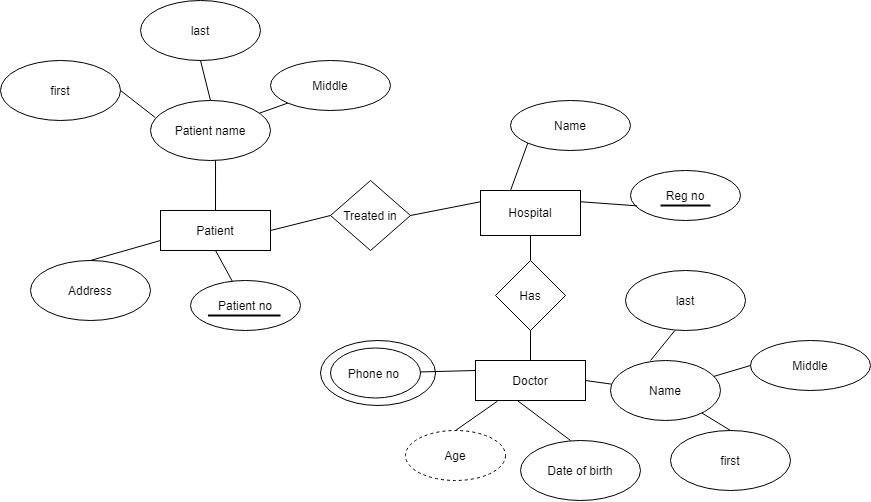 last
first
Middle
Patient name
Name
Reg no
Treated in
Hospital
Patient
Address
Patient no
Has
last
Phone no
Doctor
Name
Middle
Age
Date of birth
first